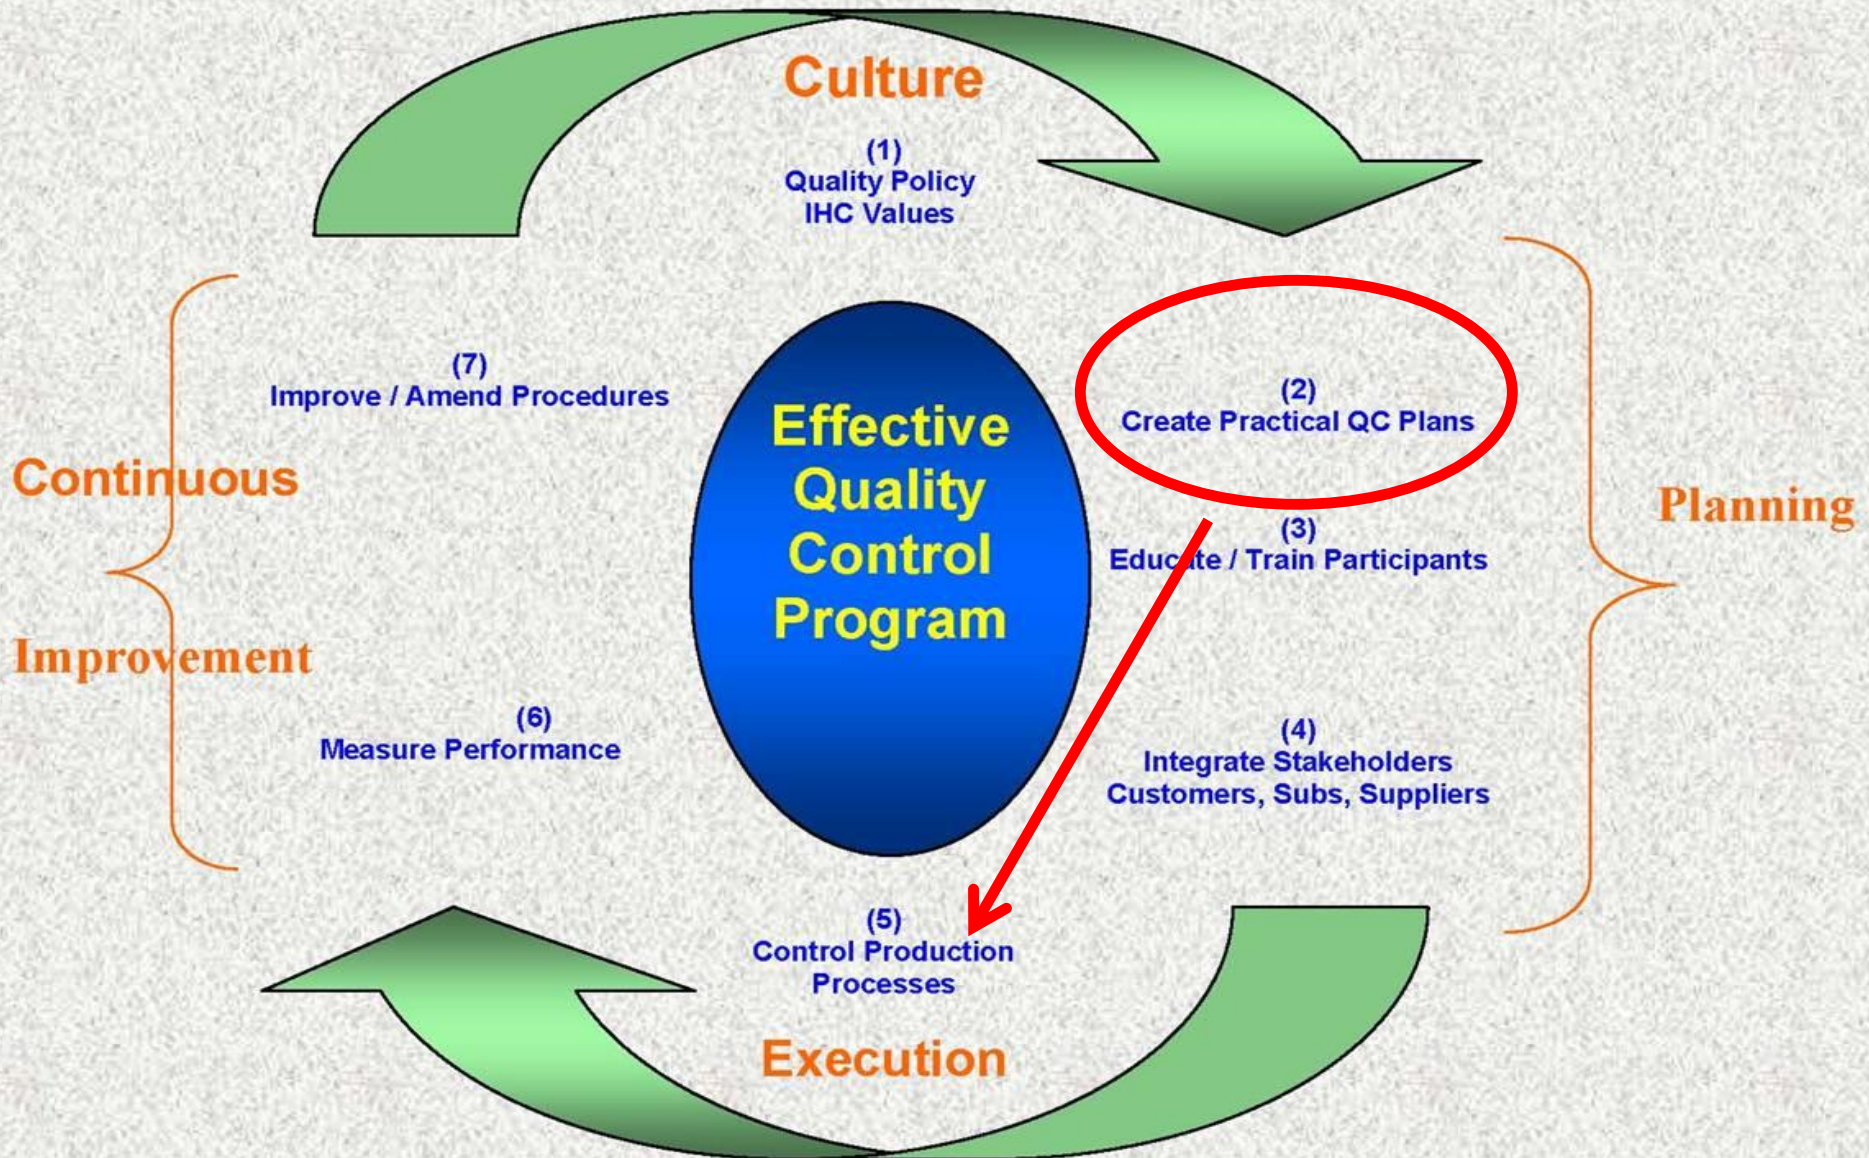 Culture
(1)
Quality Policy
IHC Values
(7)
Improve / Amend Procedures
Effective
Quality
Control
Program
(2)
Create Practical QC Plans
Continuous
Improvement
Planning
(3)
Educate / Train Participants
(6)
Measure Performance
(4)
Integrate Stakeholders
Customers, Subs, Suppliers
(5)
Control Production
Processes
Execution